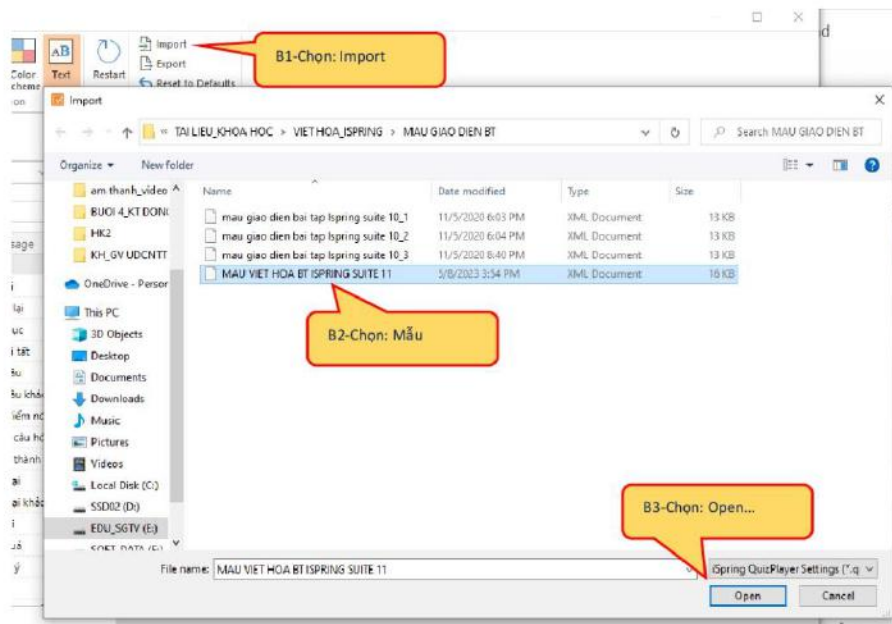 Import
Export
Reset to Defaults
Color
Text
Restart
B1-Chọn: Import
Import
TAI LIEU_KHOA HOC > VIET HOA_ISPRING > MAU GIAO DIEN BT
Search MAU GIAO DIEN BT
Organize
New folder
Name
Date modified
Type
Size
am thanh_video
BUOI 4_KT DONG
HK2
KH_GV UDCNTT
OneDrive - Person
This PC
3D Objects
Desktop
Documents
Downloads
Music
Pictures
Videos
Local Disk (C:)
SSD02 (D:)
EDU_SGTV (E:)
mau giao dien bai tap Ispring suite 10_1 11/5/2020 6:03 PM XML Document 13 KB
mau giao dien bai tap Ispring suite 10_2 11/5/2020 6:04 PM XML Document 13 KB
mau giao dien bai tap Ispring suite 10_3 11/5/2020 8:40 PM XML Document 13 KB
MAU VIET HOA BT ISPRING SUITE 11 5/8/2023 3:54 PM XML Document 16 KB
B2-Chọn: Mẫu
B3-Chọn: Open...
File name: MAU VIET HOA BT ISPRING SUITE 11
iSpring QuizPlayer Settings (*.q
Open
Cancel